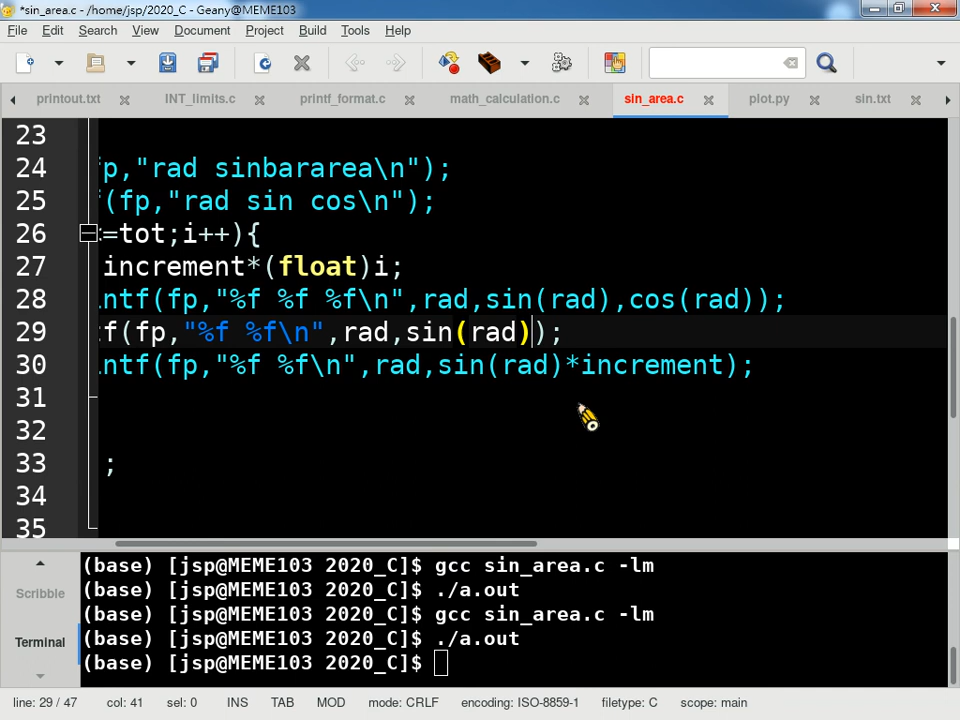 *sin_area.c - /home/jsp/2020_C - Geany@MEME103
File Edit Search View Document Project Build Tools Help
printout.txt INT_limits.c printf_format.c math_calculation.c sin_area.c plot.py sin.txt
23
24 fp,"rad sinbararea\n");
25 f(fp,"rad sin cos\n");
26 <=tot;i++){
27 increment*(float)i;
28 intf(fp,"%f %f %f\n",rad,sin(rad),cos(rad));
29 tf(fp,"%f %f\n",rad,sin(rad));
30 intf(fp,"%f %f\n",rad,sin(rad)*increment);
31
32
33 ;
34
35
Scribble
Terminal
(base) [jsp@MEME103 2020_C]$ gcc sin_area.c -lm
(base) [jsp@MEME103 2020_C]$ ./a.out
(base) [jsp@MEME103 2020_C]$ gcc sin_area.c -lm
(base) [jsp@MEME103 2020_C]$ ./a.out
(base) [jsp@MEME103 2020_C]$
line: 29 / 47 col: 41 sel: 0 INS TAB MOD mode: CRLF encoding: ISO-8859-1 filetype: C scope: main